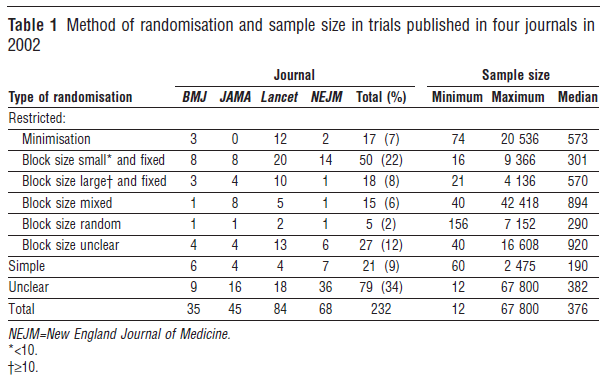 Table 1 Method of randomisation and sample size in trials published in four journals in
2002
Journal Sample size
Type of randomisation BMJ JAMA Lancet NEJM Total (%) Minimum Maximum Median
Restricted:
Minimisation 3 0 12 2 17 (7) 74 20 536 573
Block size small* and fixed 8 8 20 14 50 (22) 16 9 366 301
Block size large† and fixed 3 4 10 1 18 (8) 21 4 136 570
Block size mixed 1 8 5 1 15 (6) 40 42 418 894
Block size random 1 1 2 1 5 (2) 156 7 152 290
Block size unclear 4 4 13 6 27 (12) 40 16 608 920
Simple 6 4 4 7 21 (9) 60 2 475 190
Unclear 9 16 18 36 79 (34) 12 67 800 382
Total 35 45 84 68 232 12 67 800 376
NEJM=New England Journal of Medicine.
*<10.
†≥10.